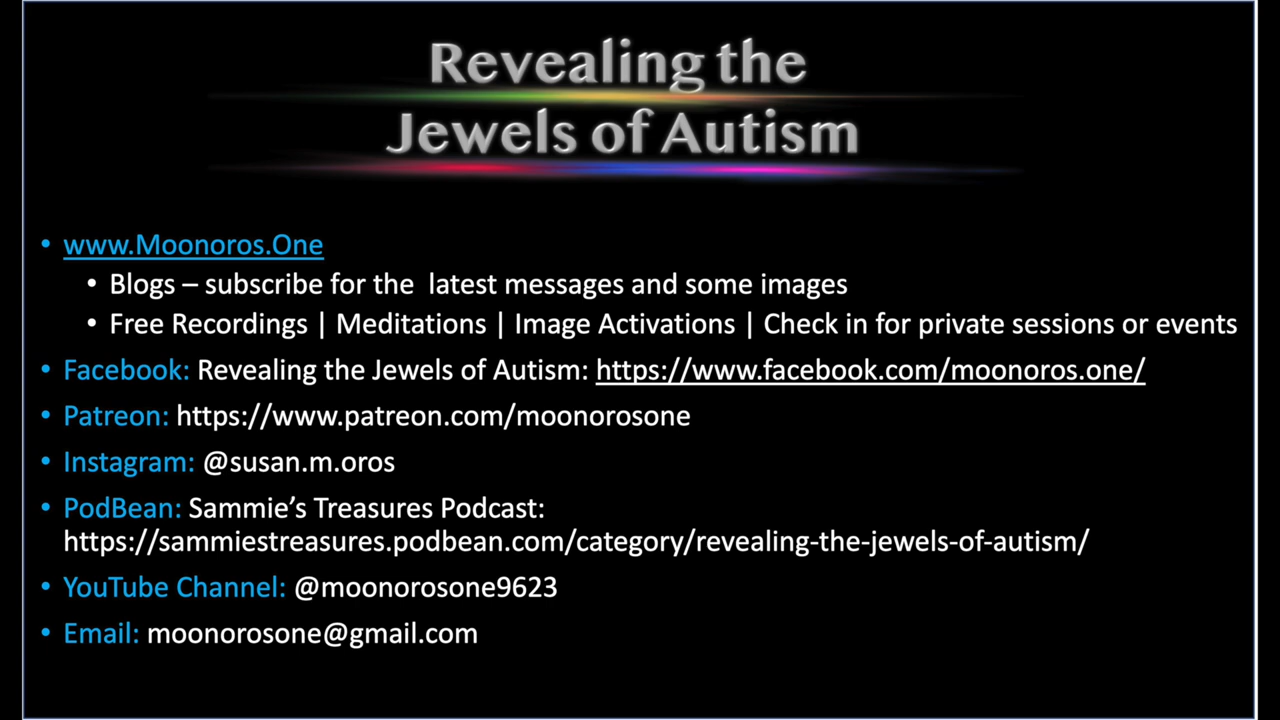 Revealing the
Jewels of Autism
• www.Moonoros.One
• Blogs – subscribe for the  latest messages and some images
• Free Recordings | Meditations | Image Activations | Check in for private sessions or events
• Facebook: Revealing the Jewels of Autism: https://www.facebook.com/moonoros.one/
• Patreon: https://www.patreon.com/moonorosone
• Instagram: @susan.m.oros
• PodBean: Sammie’s Treasures Podcast:
https://sammiestreasures.podbean.com/category/revealing-the-jewels-of-autism/
• YouTube Channel: @moonorosone9623
• Email: moonorosone@gmail.com